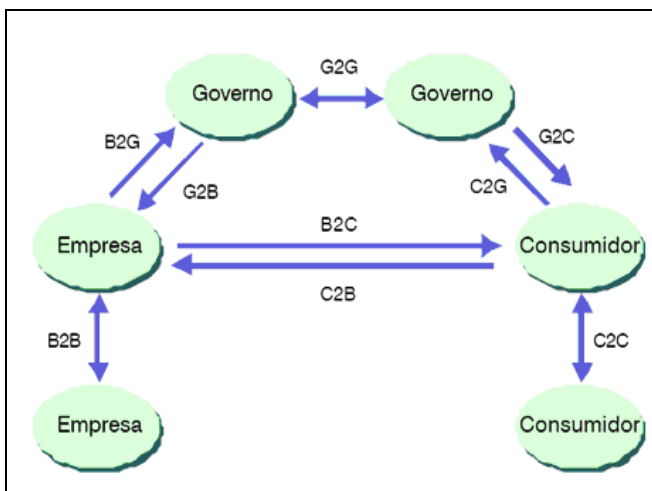 G2G
Governo
Governo
B2G
G2C
G2B
C2G
B2C
Empresa
Consumidor
C2B
B2B
C2C
Empresa
Consumidor